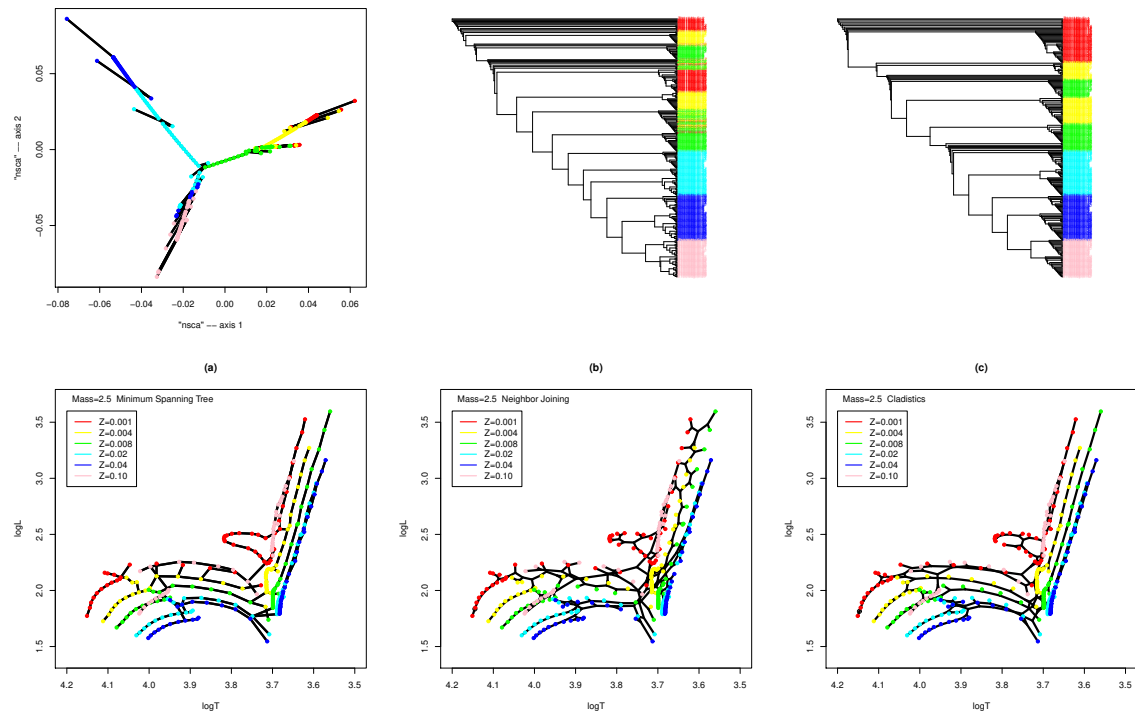 0.05
0.00
−0.05
"nsca" −− axis 2
−0.08 −0.06 −0.04 −0.02 0.00 0.02 0.04 0.06
"nsca" −− axis 1
(a) (b) (c)
Mass=2.5 Minimum Spanning Tree
Z=0.001
Z=0.004
Z=0.008
Z=0.02
Z=0.04
Z=0.10
3.5
3.0
2.5
2.0
1.5
logL
4.2 4.1 4.0 3.9 3.8 3.7 3.6 3.5
logT
Mass=2.5 Neighbor Joining
Z=0.001
Z=0.004
Z=0.008
Z=0.02
Z=0.04
Z=0.10
3.5
3.0
2.5
2.0
1.5
logL
4.2 4.1 4.0 3.9 3.8 3.7 3.6 3.5
logT
Mass=2.5 Cladistics
Z=0.001
Z=0.004
Z=0.008
Z=0.02
Z=0.04
Z=0.10
3.5
3.0
2.5
2.0
1.5
logL
4.2 4.1 4.0 3.9 3.8 3.7 3.6 3.5
logT